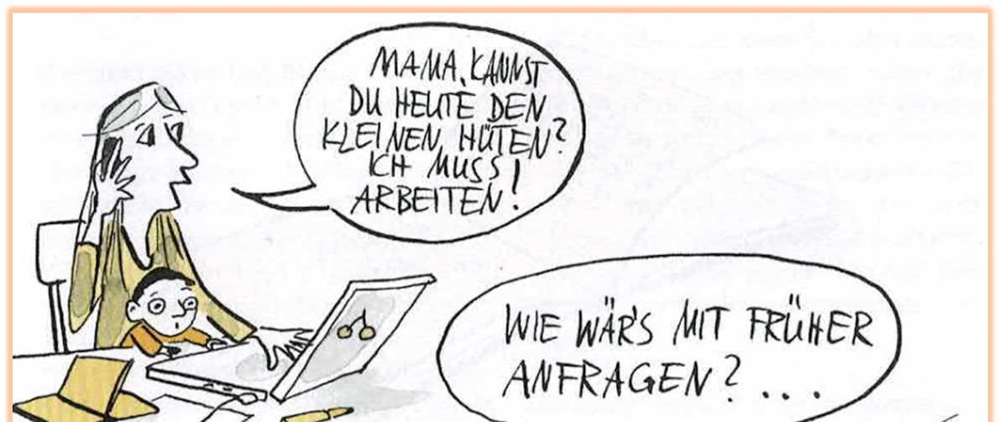 MAMA, KANNST
DU HEUTE DEN
KLEINEN HÜTEN?
ICH MUSS
ARBEITEN!
WIE WÄR'S MIT FRÜHER
ANFRAGEN? ...